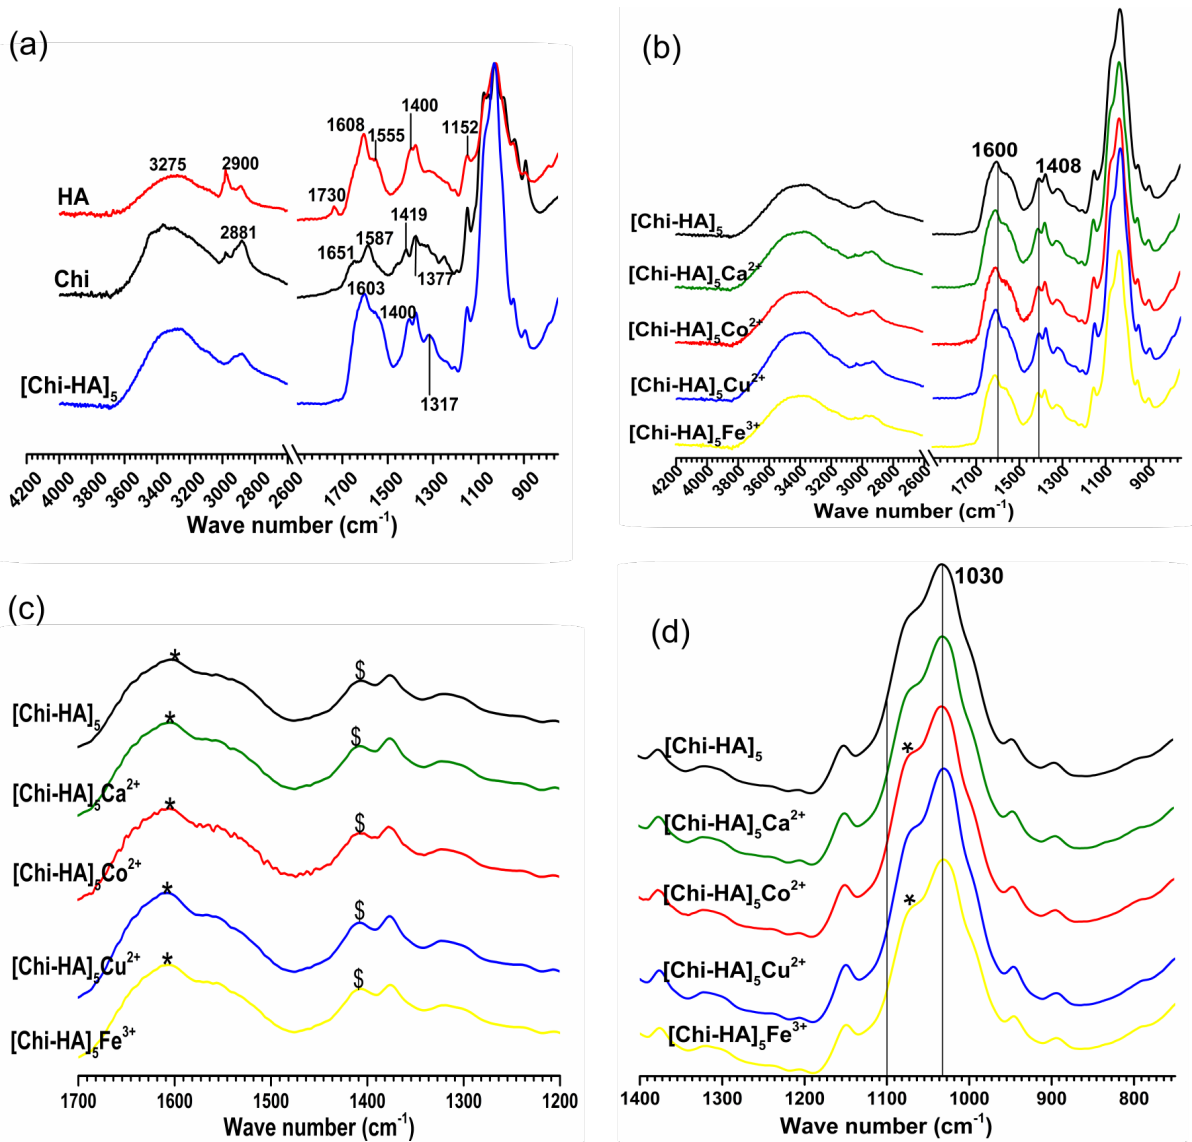 (a)
1400
1608
1555
1152
3275
2900
HA
1730
1419
2881
1587
1651
Chi
1377
1603
1400
[Chi-HA]5
1317
4200 4000 3800 3600 3400 3200 3000 2800 2600 1700 1500 1300 1100 900
Wave number (cm-1)
(b)
1600
1408
[Chi-HA]5
[Chi-HA]5Ca2+
[Chi-HA]5Co2+
[Chi-HA]5Cu2+
[Chi-HA]5Fe3+
4200 4000 3800 3600 3400 3200 3000 2800 2600 1700 1500 1300 1100 900
Wave number (cm-1)
(c)
*
$
[Chi-HA]5
*
$
[Chi-HA]5Ca2+
*
$
[Chi-HA]5Co2+
*
$
[Chi-HA]5Cu2+
*
$
[Chi-HA]5Fe3+
1700 1600 1500 1400 1300 1200
Wave number (cm-1)
1030
(d)
[Chi-HA]5
*
[Chi-HA]5Ca2+
[Chi-HA]5Co2+
*
[Chi-HA]5Cu2+
[Chi-HA]5Fe3+
1400 1300 1200 1100 1000 900 800
Wave number (cm-1)